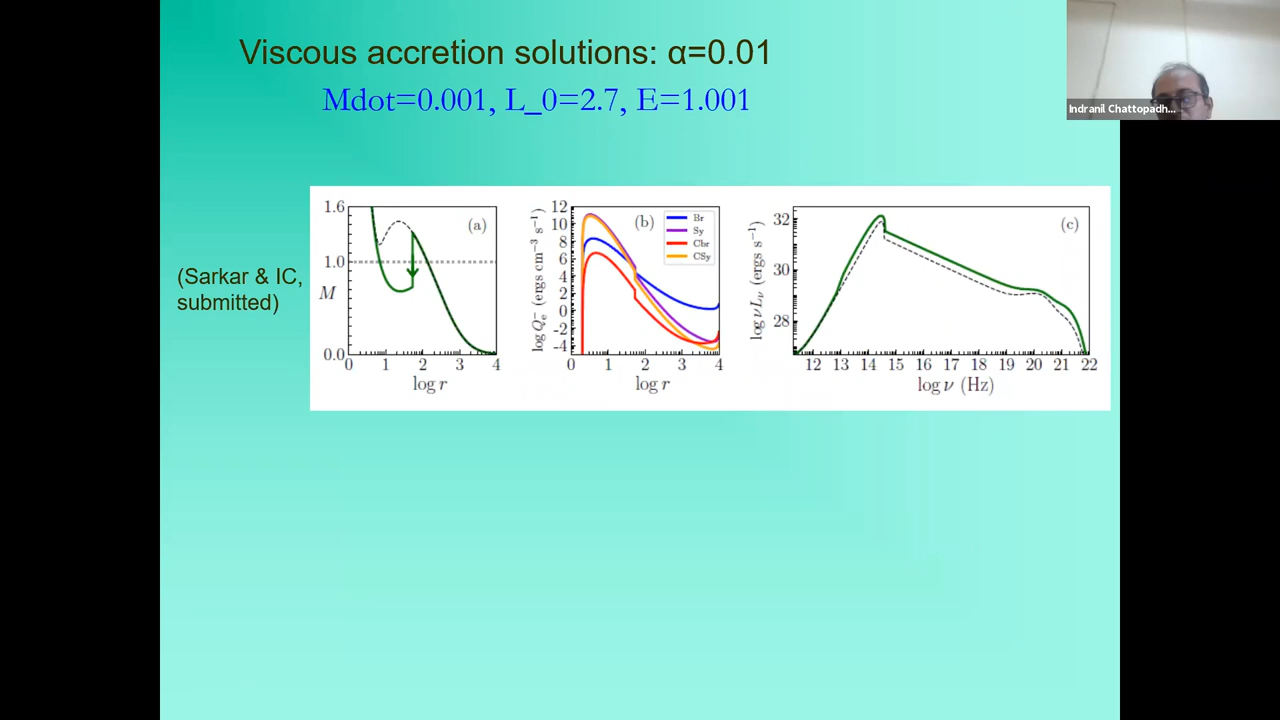 Viscous accretion solutions: α=0.01
Mdot=0.001, L_0=2.7, E=1.001
Indranil Chattopadh...
(Sarkar & IC,
submitted)
1.6
1.0
M
0.0
(a)
0 1 2 3 4
log r
12
10
8
6
4
2
0
-2
-4
log Q⁻ₑ (ergs cm⁻³ s⁻¹)
(b)
Br
Sy
Cbr
CSy
0 1 2 3 4
log r
32
30
28
log νLᵥ (ergs s⁻¹)
(c)
12 13 14 15 16 17 18 19 20 21 22
log ν (Hz)